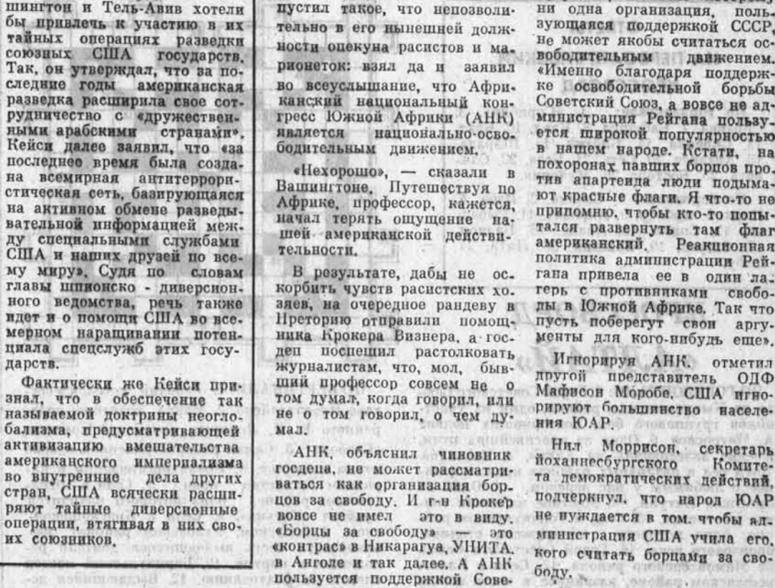 шингтон и Тель-Авив хотели
бы привлечь к участию в их
тайных операциях разведки
союзных США государств.
Так, он утверждал, что за по-
следние годы американская
разведка расширила свое сот-
рудничество с «дружествен-
ными арабскими странами».
Кейси далее заявил, что «за
последнее время была созда-
на всемирная антитеррори-
стическая сеть, базирующаяся
на активном обмене разведы-
вательной информацией меж-
ду специальными службами
США и наших друзей по все-
му миру». Судя по словам
главы шпионско - диверсион-
ного ведомства, речь также
идет и о помощи США во все-
мерном наращивании потен-
циала спецслужб этих госу-
дарств.
Фактически же Кейси при-
знал, что в обеспечение так
называемой доктрины неогло-
бализма, предусматривающей
активизацию вмешательства
американского империализма
во внутренние дела других
стран, США всячески расши-
ряют тайные диверсионные
операции, втягивая в них сво-
их союзников.
пустил такое, что непозволи-
тельно в его нынешней долж-
ности опекуна расистов и ма-
рионеток: взял да и заявил
во всеуслышание, что Афри-
канский национальный кон-
гресс Южной Африки (АНК)
является национально-осво-
бодительным движением.
«Нехорошо», — сказали в
Вашингтоне. Путешествуя по
Африке, профессор, кажется,
начал терять ощущение на-
шей американской действи-
тельности.
В результате, дабы не ос-
корбить чувств расистских хо-
зяев, на очередное рандеву в
Преторию отправили помощ-
ника Крокера Визнера, а гос-
деп поспешил растолковать
журналистам, что, мол, быв-
ший профессор совсем не о
том думал, когда говорил, или
не о том говорил, о чем ду-
мал.
АНК, объяснил чиновник
госдепа, не может рассматри-
ваться как организация бор-
цов за свободу. И г-н Крокер
вовсе не имел это в виду.
«Борцы за свободу» — это
«контрас» в Никарагуа, УНИТА
в Анголе и так далее. А АНК
пользуется поддержкой Сове-
ни одна организация, поль-
зующаяся поддержкой СССР,
не может якобы считаться ос-
вободительным движением.
«Именно благодаря поддерж-
ке освободительной борьбы
Советский Союз, а вовсе не ад-
министрация Рейгана пользу-
ется широкой популярностью
в нашем народе. Кстати, на
похоронах павших борцов про-
тив апартеида люди подыма-
ют красные флаги. Я что-то не
припомню, чтобы кто-то попы-
тался развернуть там флаг
американский. Реакционная
политика администрации Рей-
гана привела ее в один ла-
герь с противниками свобо-
ды в Южной Африке. Так что
пусть поберегут свои аргу-
менты для кого-нибудь еще».
Игнорируя АНК, отметил
другой представитель ОДФ
Мафисон Моробе, США игно-
рируют большинство населе-
ния ЮАР.
Нил Моррисон, секретарь
йоханнесбургского Комите-
та демократических действий,
подчеркнул, что народ ЮАР
не нуждается в том, чтобы ад-
министрация США учила его,
кого считать борцами за сво-
боду.